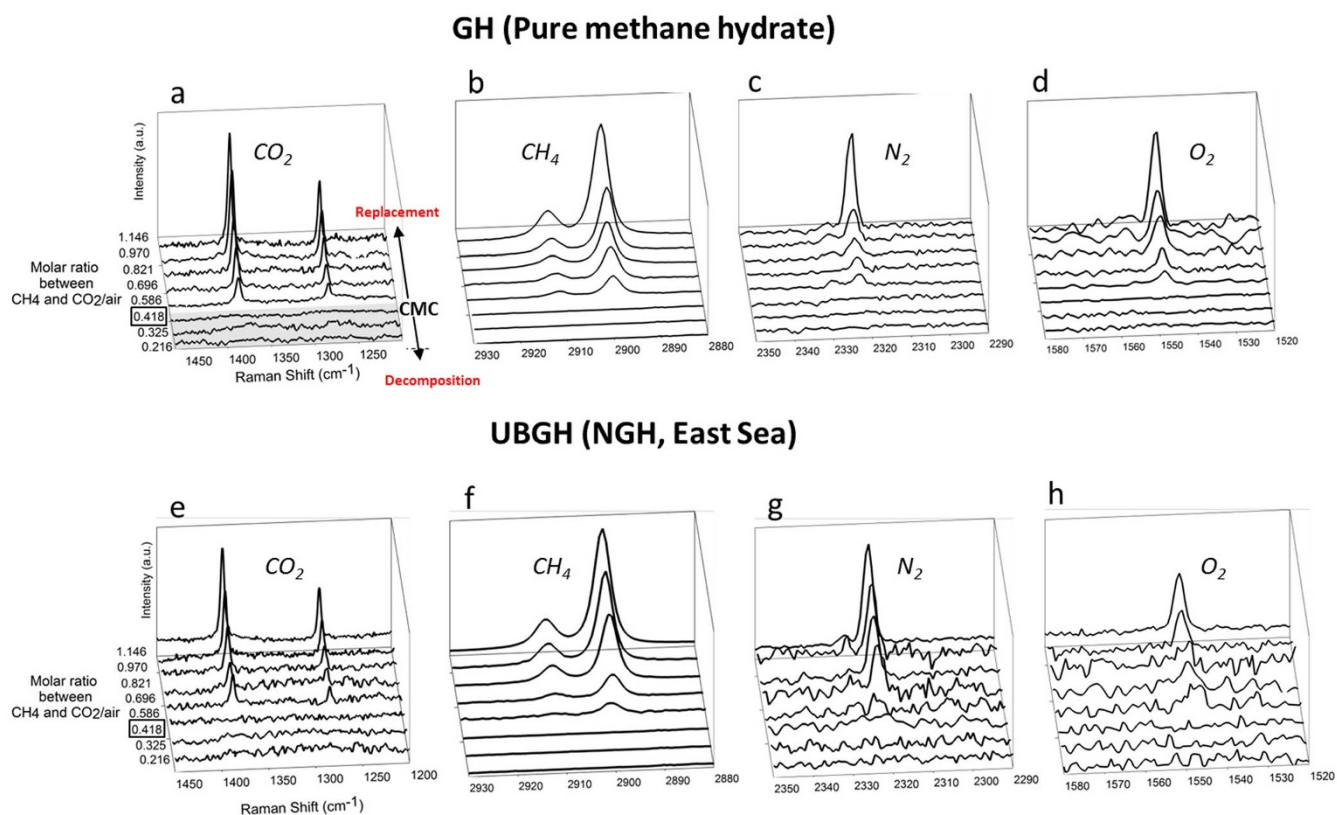 GH (Pure methane hydrate)
a
b
c
d
Intensity (a.u.)
CO2
CH4
N2
O2
Replacement
1.146
0.970
0.821
0.696
0.586
0.418
0.325
0.216
Molar ratio
between
CH4 and CO2/air
CMC
1450 1400 1350 1300 1250
Raman Shift (cm-1)
Decomposition
2930 2920 2910 2900 2890 2880
2350 2340 2330 2320 2310 2300 2290
1580 1570 1560 1550 1540 1530 1520
UBGH (NGH, East Sea)
e
f
g
h
Intensity (a.u.)
CO2
CH4
N2
O2
1.146
0.970
0.821
0.696
0.586
0.418
0.325
0.216
Molar ratio
between
CH4 and CO2/air
1450 1400 1350 1300 1250 1200
Raman Shift (cm-1)
2930 2920 2910 2900 2890 2880
2350 2340 2330 2320 2310 2300 2290
1580 1570 1560 1550 1540 1530 1520